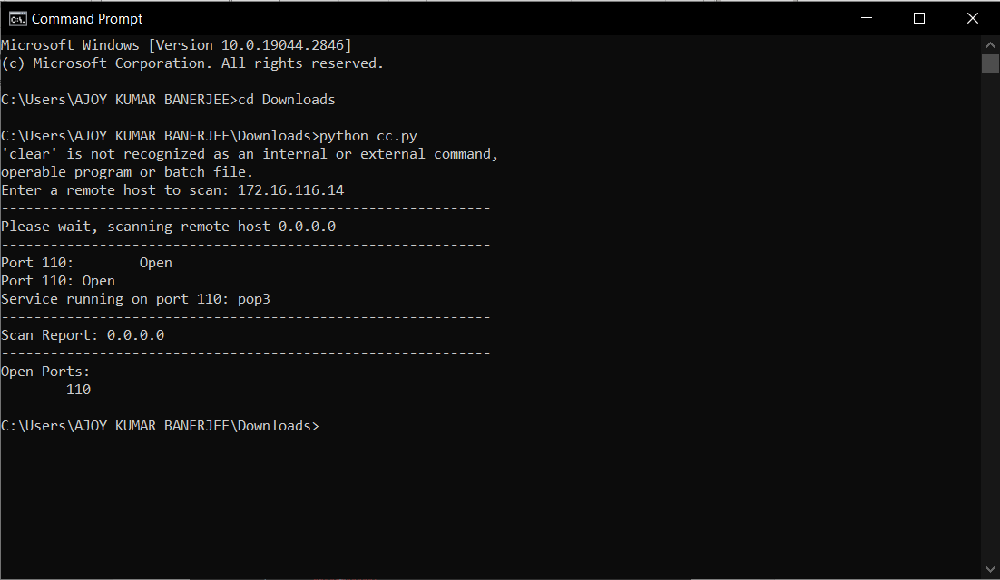 Command Prompt
Microsoft Windows [Version 10.0.19044.2846]
(c) Microsoft Corporation. All rights reserved.
C:\Users\AJOY KUMAR BANERJEE>cd Downloads
C:\Users\AJOY KUMAR BANERJEE\Downloads>python cc.py
'clear' is not recognized as an internal or external command,
operable program or batch file.
Enter a remote host to scan: 172.16.116.14
------------------------------------------------------------
Please wait, scanning remote host 0.0.0.0
------------------------------------------------------------
Port 110:        Open
Port 110: Open
Service running on port 110: pop3
------------------------------------------------------------
Scan Report: 0.0.0.0
------------------------------------------------------------
Open Ports:
        110
C:\Users\AJOY KUMAR BANERJEE\Downloads>